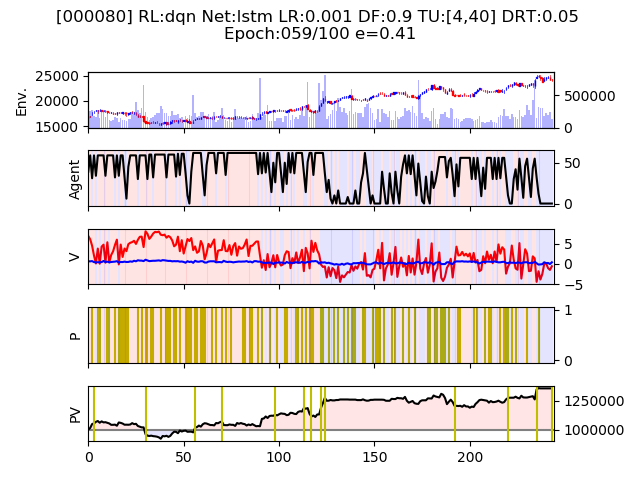 [000080] RL:dqn Net:lstm LR:0.001 DF:0.9 TU:[4,40] DRT:0.05
Epoch:059/100 e=0.41
Env.
25000
20000
15000
500000
0
Agent
50
0
V
5
0
−5
P
1
0
PV
1250000
1000000
0 50 100 150 200